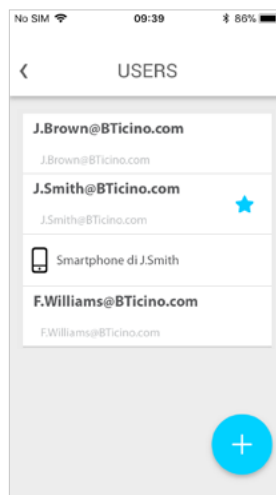 No SIM 09:39 86%
USERS
J.Brown@BTicino.com
J.Brown@BTicino.com
J.Smith@BTicino.com
J.Smith@BTicino.com
Smartphone di J.Smith
F.Williams@BTicino.com
F.Williams@BTicino.com